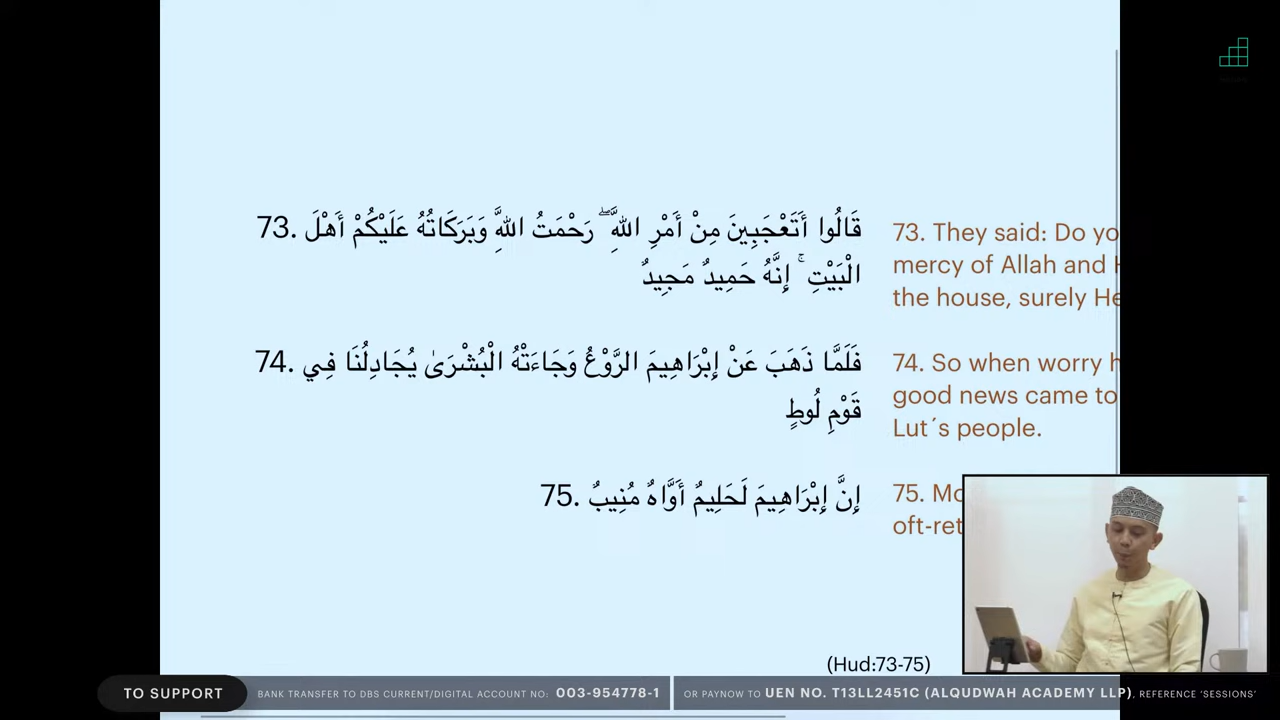 73. قَالُوا أَتَعْجَبِينَ مِنْ أَمْرِ اللَّهِ ۖ رَحْمَتُ اللَّهِ وَبَرَكَاتُهُ عَلَيْكُمْ أَهْلَ
الْبَيْتِ ۚ إِنَّهُ حَمِيدٌ مَجِيدٌ
73. They said: Do yo
mercy of Allah and H
the house, surely He
74. فَلَمَّا ذَهَبَ عَنْ إِبْرَاهِيمَ الرَّوْعُ وَجَاءَتْهُ الْبُشْرَىٰ يُجَادِلُنَا فِي
قَوْمِ لُوطٍ
74. So when worry h
good news came to
Lut´s people.
75. إِنَّ إِبْرَاهِيمَ لَحَلِيمٌ أَوَّاهٌ مُنِيبٌ
75. Mo
oft-ret
(Hud:73-75)
TO SUPPORT BANK TRANSFER TO DBS CURRENT/DIGITAL ACCOUNT NO: 003-954778-1 OR PAYNOW TO UEN NO. T13LL2451C (ALQUDWAH ACADEMY LLP), REFERENCE ‘SESSIONS’